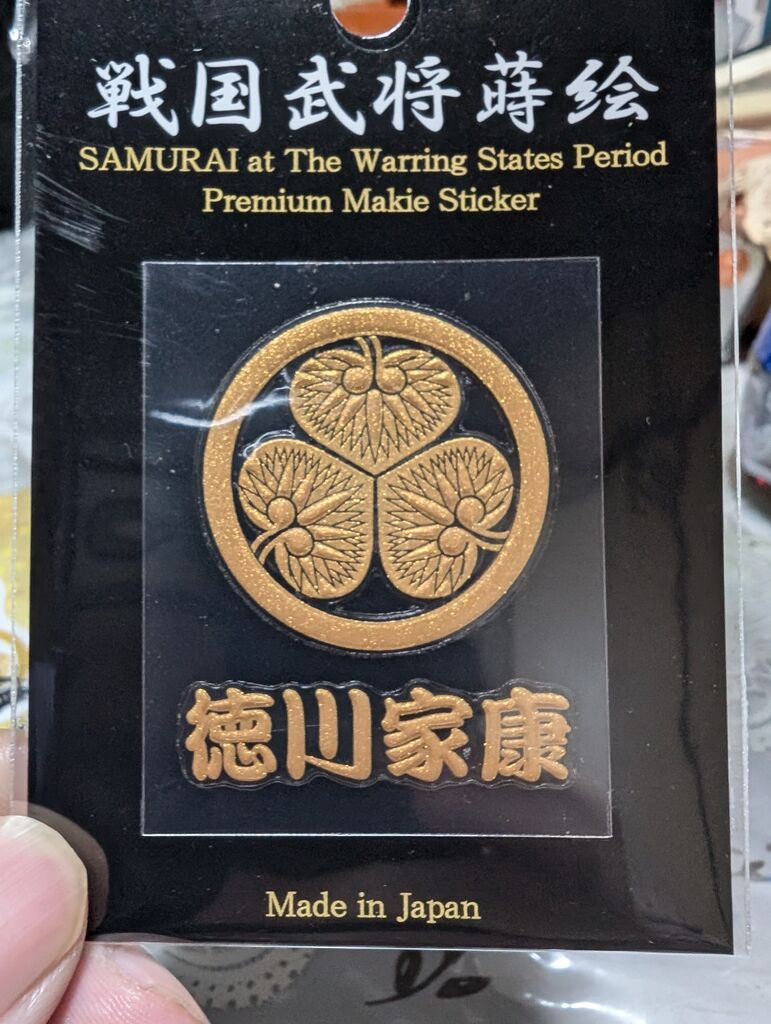 戦国武将蒔絵
SAMURAI at The Warring States Period
Premium Makie Sticker
徳川家康
Made in Japan